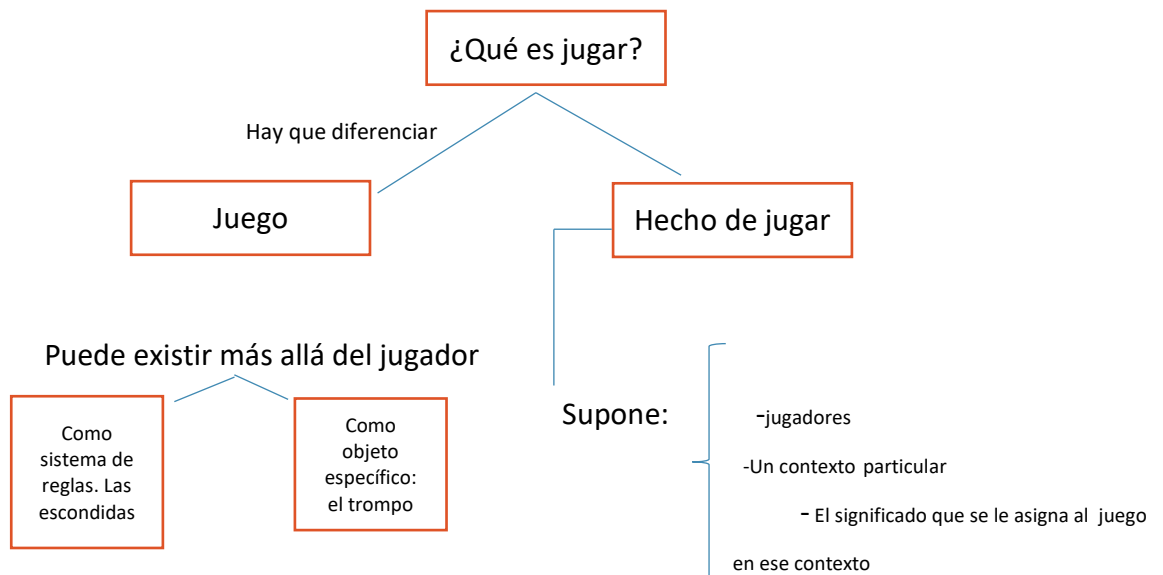 ¿Qué es jugar?
Hay que diferenciar
Juego
Hecho de jugar
Puede existir más allá del jugador
Como
sistema de
reglas. Las
escondidas
Como
objeto
específico:
el trompo
Supone:
-jugadores
-Un contexto particular
- El significado que se le asigna al juego
en ese contexto